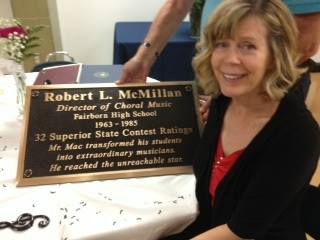 Robert L. McMillan
Director of Choral Music
Fairborn High School
1963 - 1985
32 Superior State Contest Ratings
Mr. Mac transformed his students
into extraordinary musicians.
He reached the unreachable star.